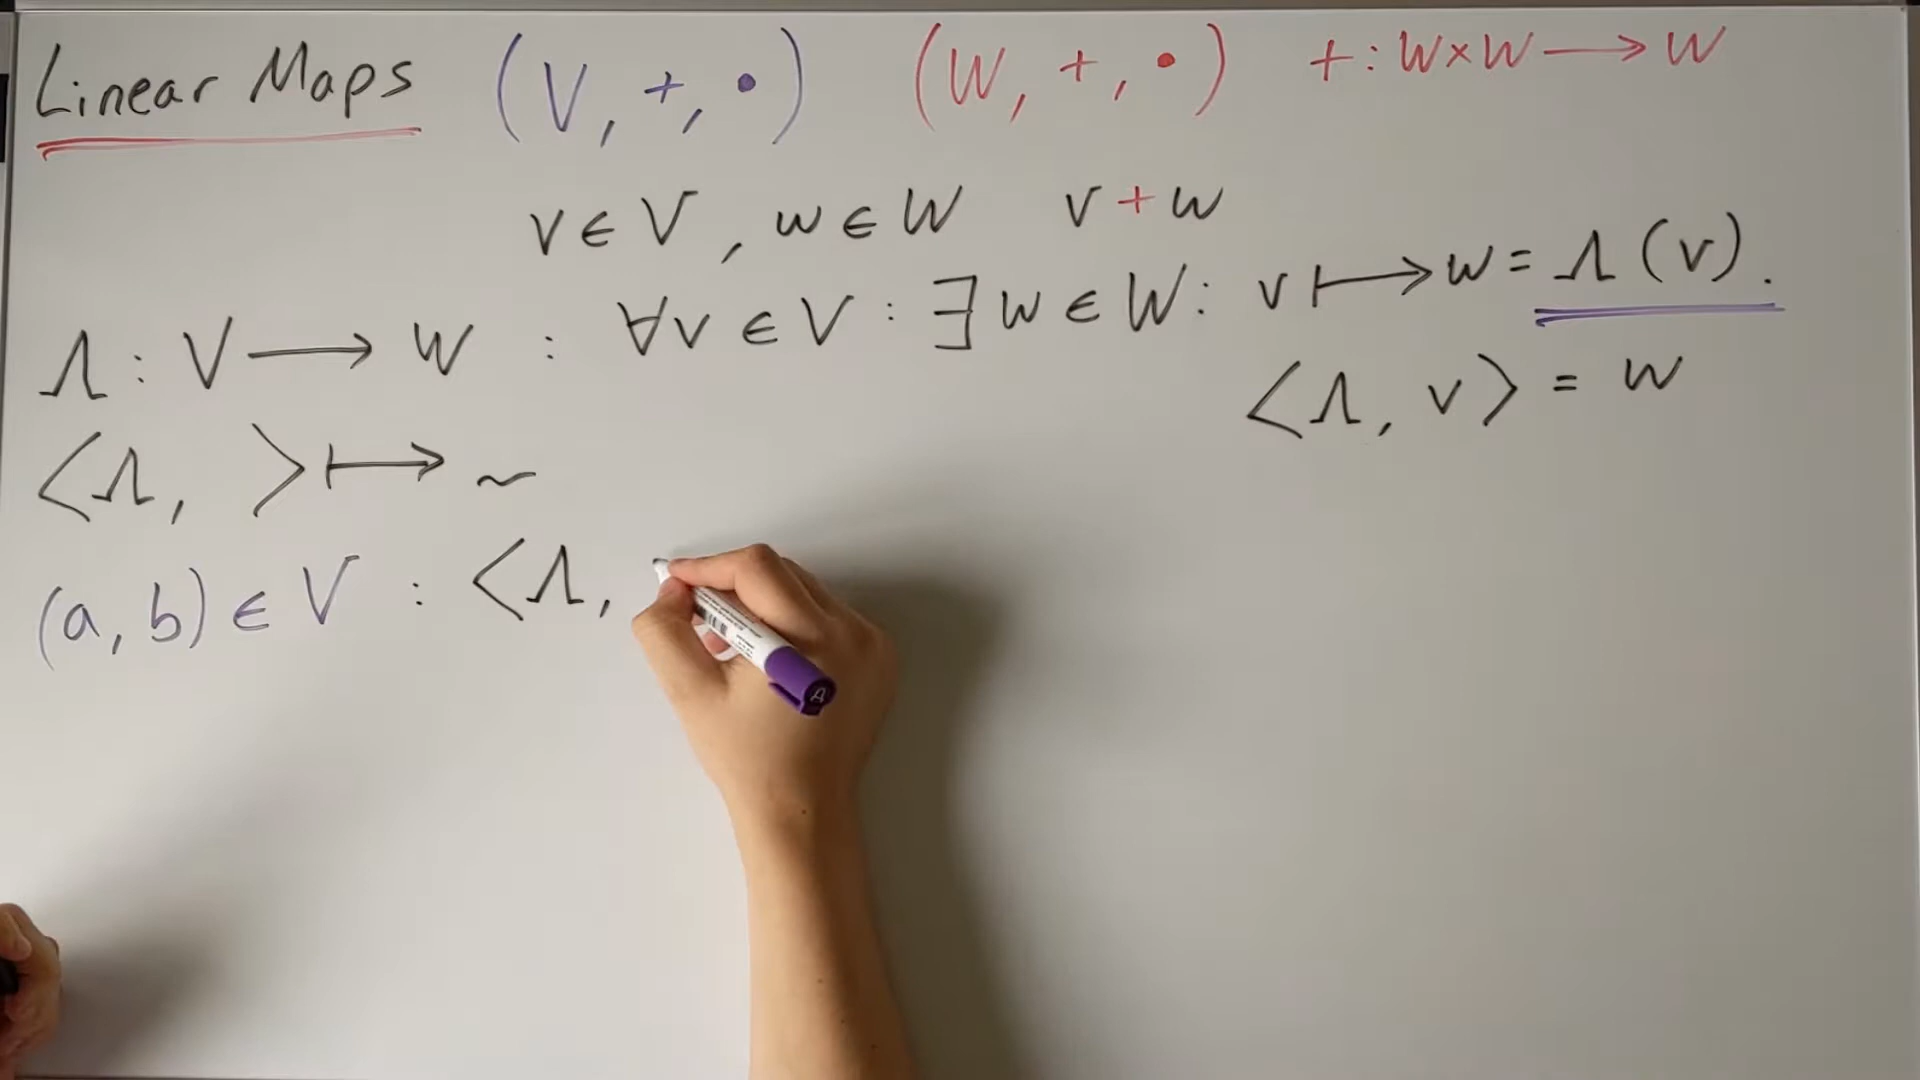 Linear Maps (V, +, •) (W, +, •) + : W×W ⟶ W
v ∈ V , w ∈ W v + w
Λ : V ⟶ W : ∀v ∈ V : ∃ w ∈ W : v ⟼ w = Λ(v).
⟨Λ, v⟩ = w
⟨Λ, ⟩ ⟼ ~
(a, b) ∈ V : ⟨Λ,
A